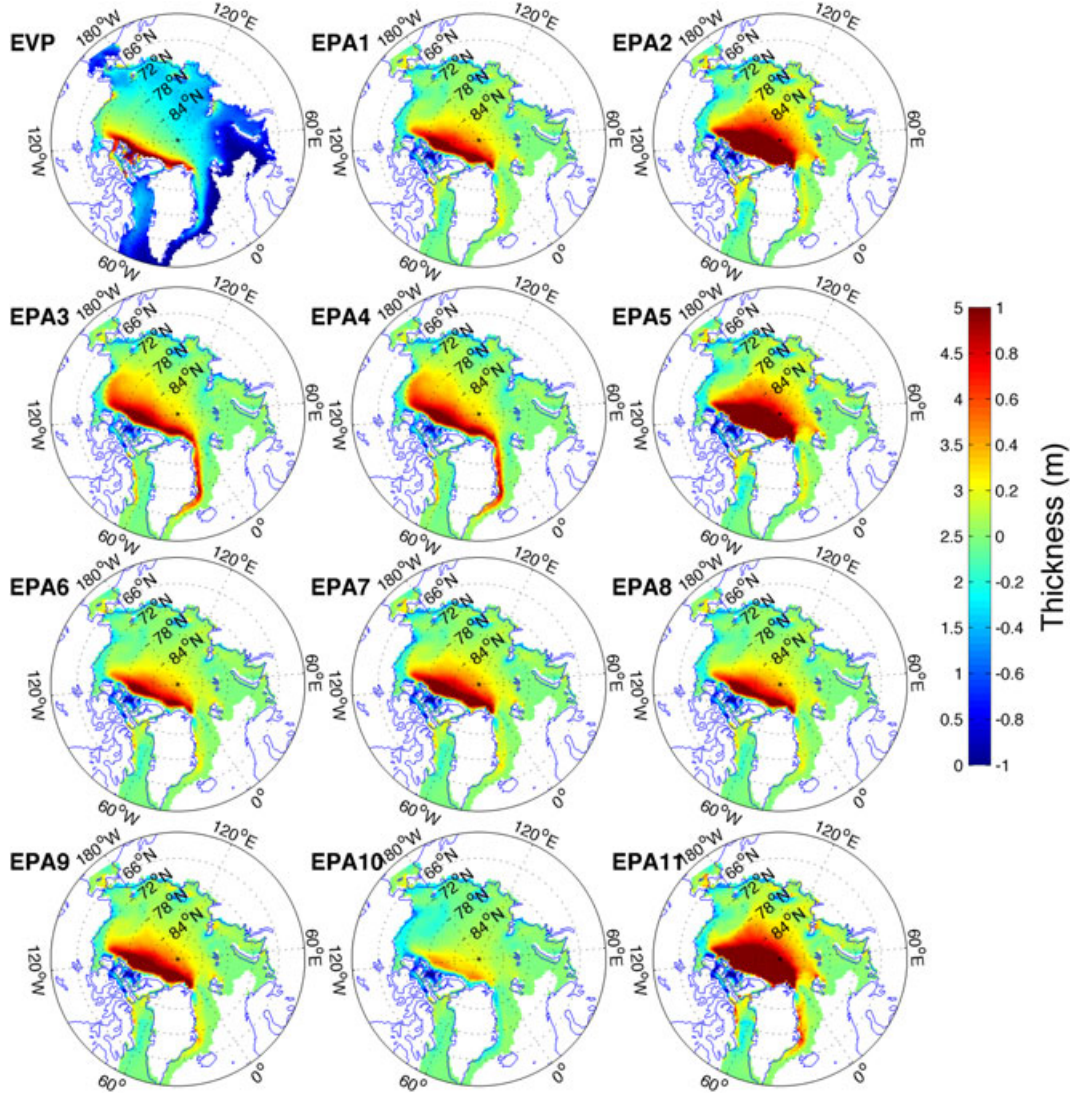 EVP
180°W
120°E
60°E
0°
60°W
120°W
66°N
72°N
78°N
84°N
EPA1
180°W
120°E
60°E
0°
60°W
120°W
66°N
72°N
78°N
84°N
EPA2
180°W
120°E
60°E
0°
60°W
120°W
66°N
72°N
78°N
84°N
EPA3
180°W
120°E
60°E
0°
60°W
120°W
66°N
72°N
78°N
84°N
EPA4
180°W
120°E
60°E
0°
60°W
120°W
66°N
72°N
78°N
84°N
EPA5
180°W
120°E
60°E
0°
60°W
120°W
66°N
72°N
78°N
84°N
5 1
4.5 0.8
4 0.6
3.5 0.4
3 0.2
2.5 0
2 -0.2
1.5 -0.4
1 -0.6
0.5 -0.8
0 -1
Thickness (m)
EPA6
180°W
120°E
60°E
0°
60°W
120°W
66°N
72°N
78°N
84°N
EPA7
180°W
120°E
60°E
0°
60°W
120°W
66°N
72°N
78°N
84°N
EPA8
180°W
120°E
60°E
0°
60°W
120°W
66°N
72°N
78°N
84°N
EPA9
180°W
120°E
60°E
0°
60°
120°W
66°N
72°N
78°N
84°N
EPA10
180°W
120°E
60°E
0°
60°
120°W
66°N
72°N
78°N
84°N
EPA11
180°W
120°E
60°E
0°
60°
120°W
66°N
72°N
78°N
84°N